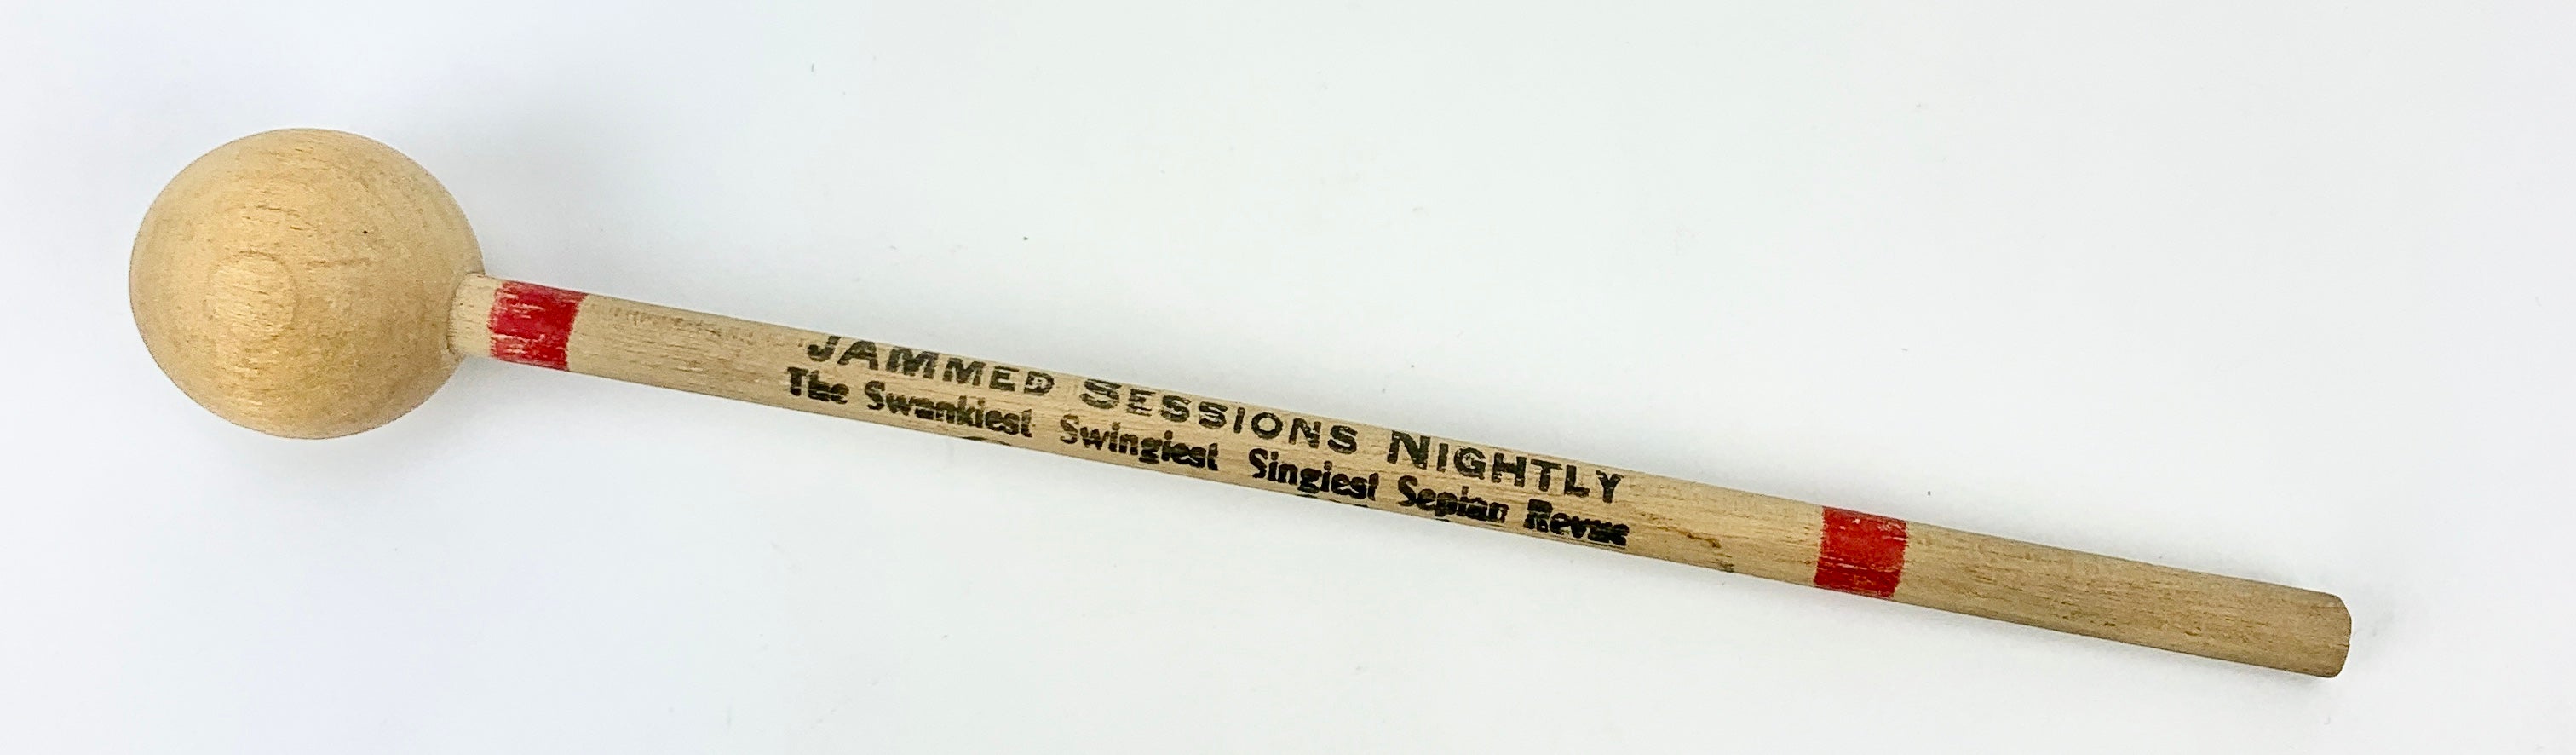 JAMMED SESSIONS NIGHTLY
The Swankiest Swingiest Singiest Sepian Revue